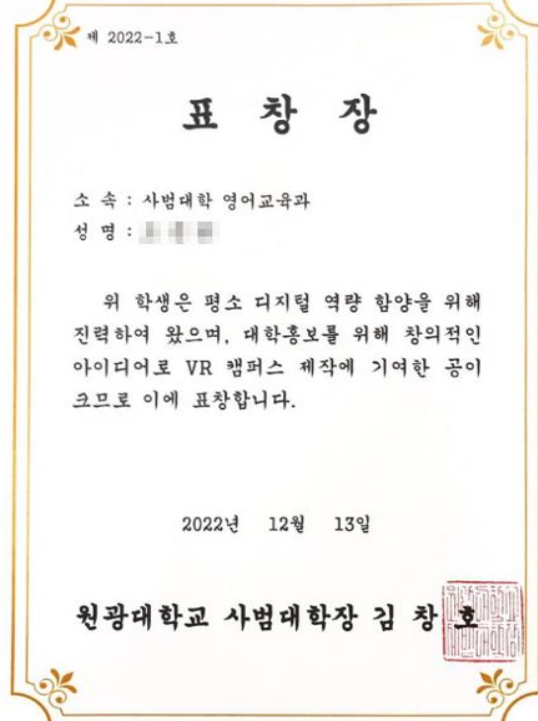 제 2022-1호
표 창 장
소 속 : 사범대학 영어교육과
성 명 :
위 학생은 평소 디지털 역량 함양을 위해
진력하여 왔으며, 대학홍보를 위해 창의적인
아이디어로 VR 캠퍼스 제작에 기여한 공이
크므로 이에 표창합니다.
2022년 12월 13일
원광대학교 사범대학장 김 창 호